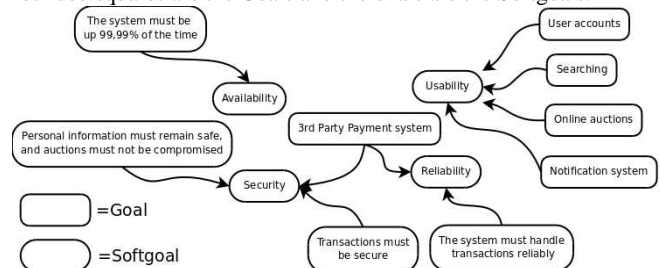 The system must be
up 99,99% of the time
User accounts
Searching
Usability
Availability
Online auctions
3rd Party Payment system
Personal information must remain safe,
and auctions must not be compromised
Notification system
Reliability
Security
=Goal
Transactions must
be secure
The system must handle
transactions reliably
=Softgoal